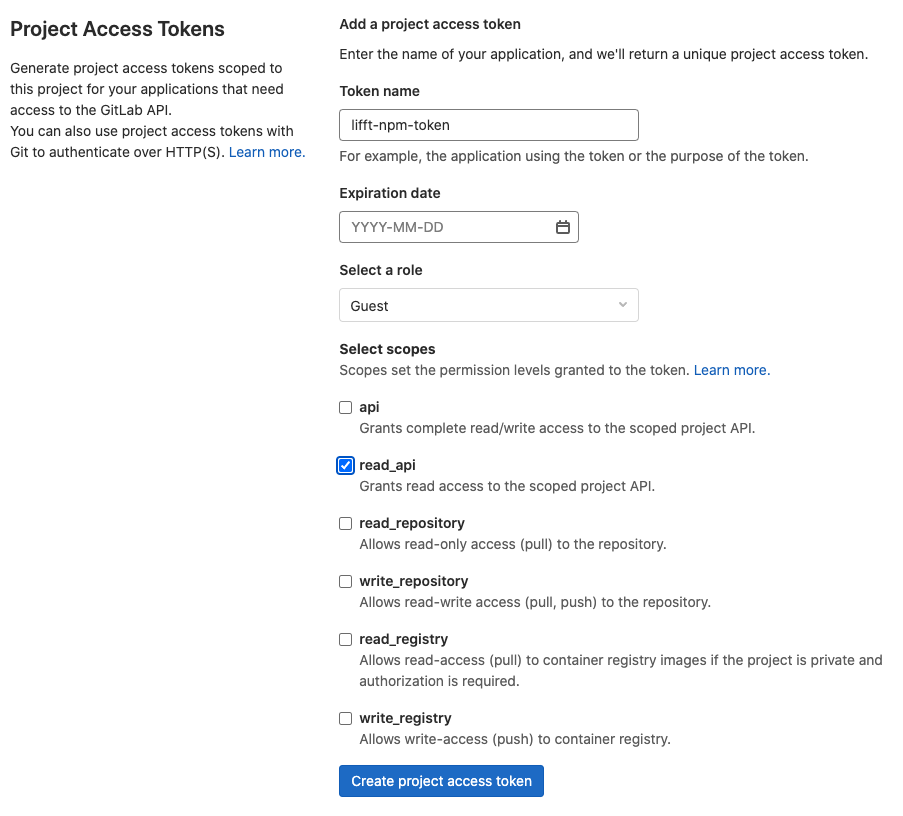 Project Access Tokens
Generate project access tokens scoped to
this project for your applications that need
access to the GitLab API.
You can also use project access tokens with
Git to authenticate over HTTP(S). Learn more.
Add a project access token
Enter the name of your application, and we'll return a unique project access token.
Token name
lifft-npm-token
For example, the application using the token or the purpose of the token.
Expiration date
YYYY-MM-DD
Select a role
Guest
Select scopes
Scopes set the permission levels granted to the token. Learn more.
api
Grants complete read/write access to the scoped project API.
read_api
Grants read access to the scoped project API.
read_repository
Allows read-only access (pull) to the repository.
write_repository
Allows read-write access (pull, push) to the repository.
read_registry
Allows read-access (pull) to container registry images if the project is private and
authorization is required.
write_registry
Allows write-access (push) to container registry.
Create project access token